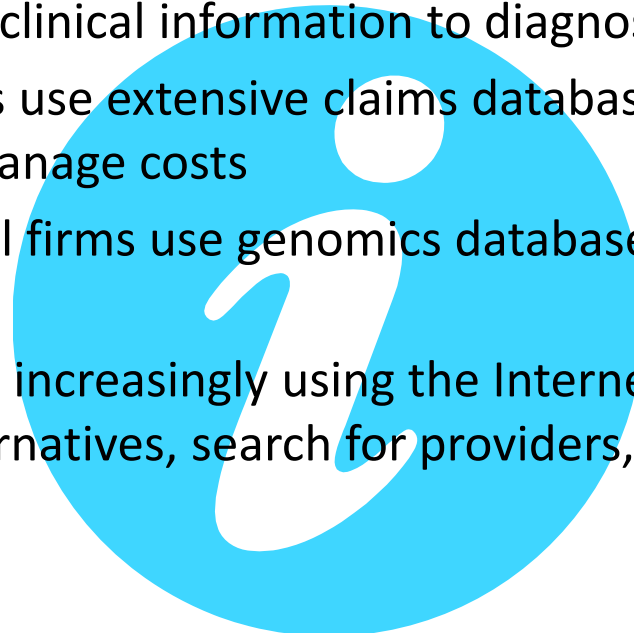 clinical information to diagnos
s use extensive claims databas
anage costs
l firms use genomics database
increasingly using the Interne
rnatives, search for providers,